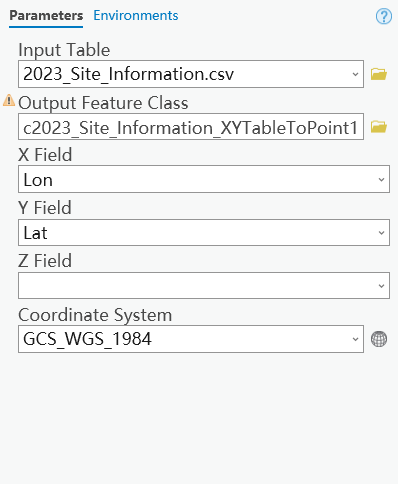 Parameters Environments
Input Table
2023_Site_Information.csv
Output Feature Class
c2023_Site_Information_XYTableToPoint1
X Field
Lon
Y Field
Lat
Z Field
Coordinate System
GCS_WGS_1984